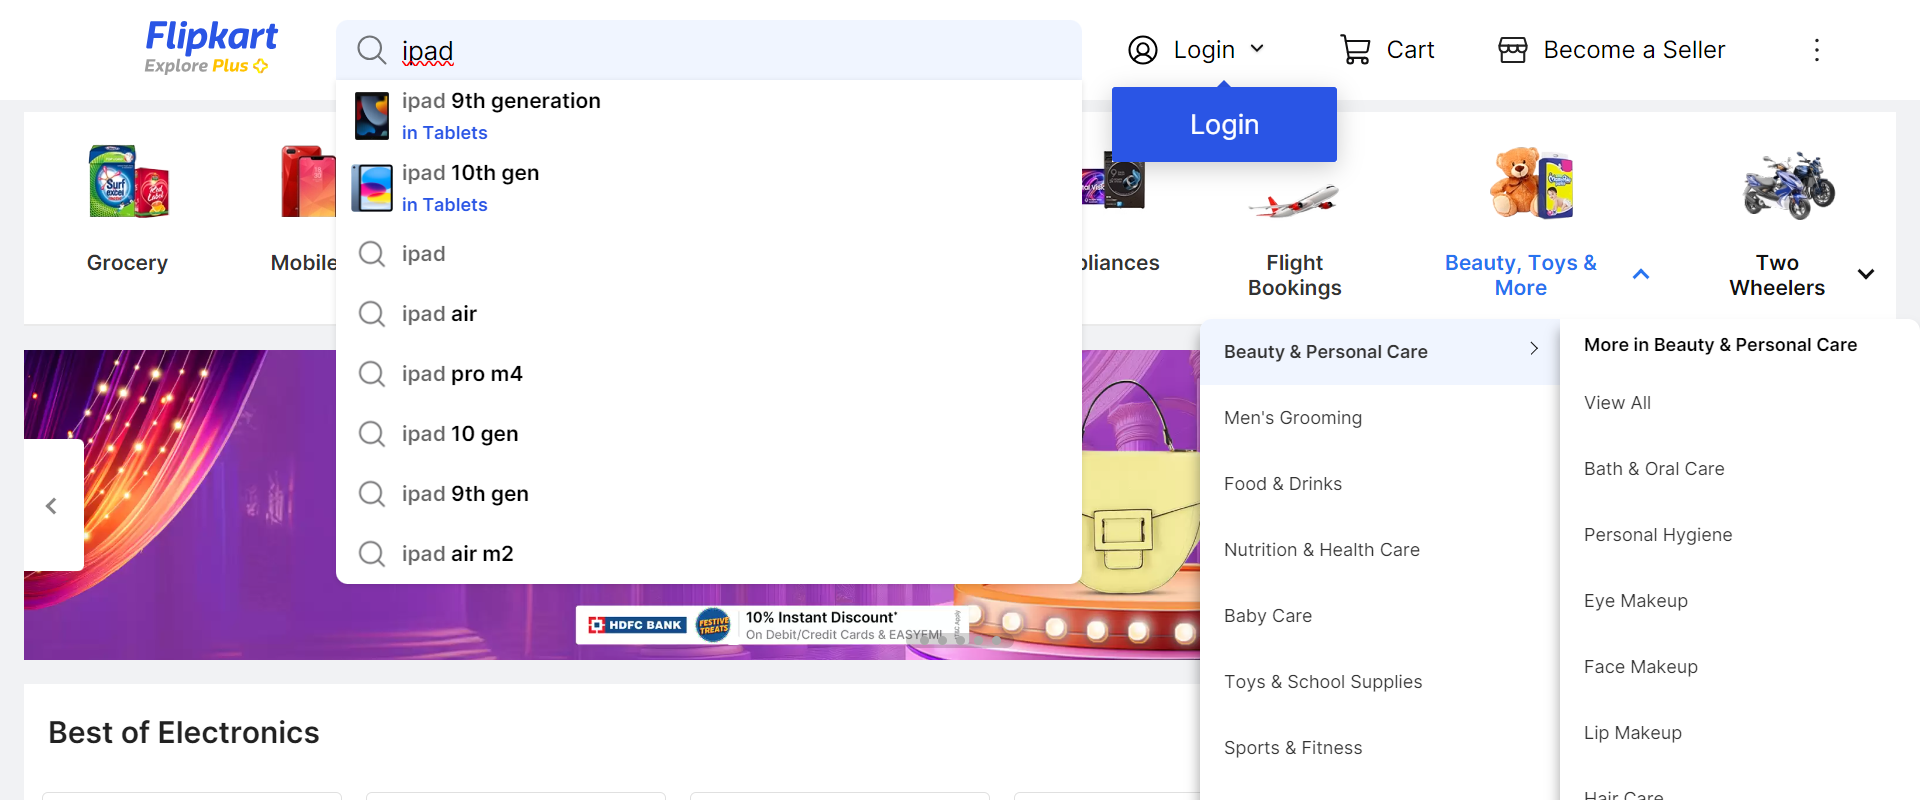 Flipkart
Explore Plus
ipad
Login
Cart
Become a Seller
Login
ipad 9th generation
in Tablets
ipad 10th gen
in Tablets
ipad
ipad air
ipad pro m4
ipad 10 gen
ipad 9th gen
ipad air m2
Surf excel
Red Label
Grocery
Mobile
pliances
Flight
Bookings
Beauty, Toys &
More
Two
Wheelers
Beauty & Personal Care
Men's Grooming
Food & Drinks
Nutrition & Health Care
Baby Care
Toys & School Supplies
Sports & Fitness
More in Beauty & Personal Care
View All
Bath & Oral Care
Personal Hygiene
Eye Makeup
Face Makeup
Lip Makeup
Hair Care
HDFC BANK
FESTIVE
TREATS
10% Instant Discount*
On Debit/Credit Cards & EASYEMI
T&C Apply
Best of Electronics